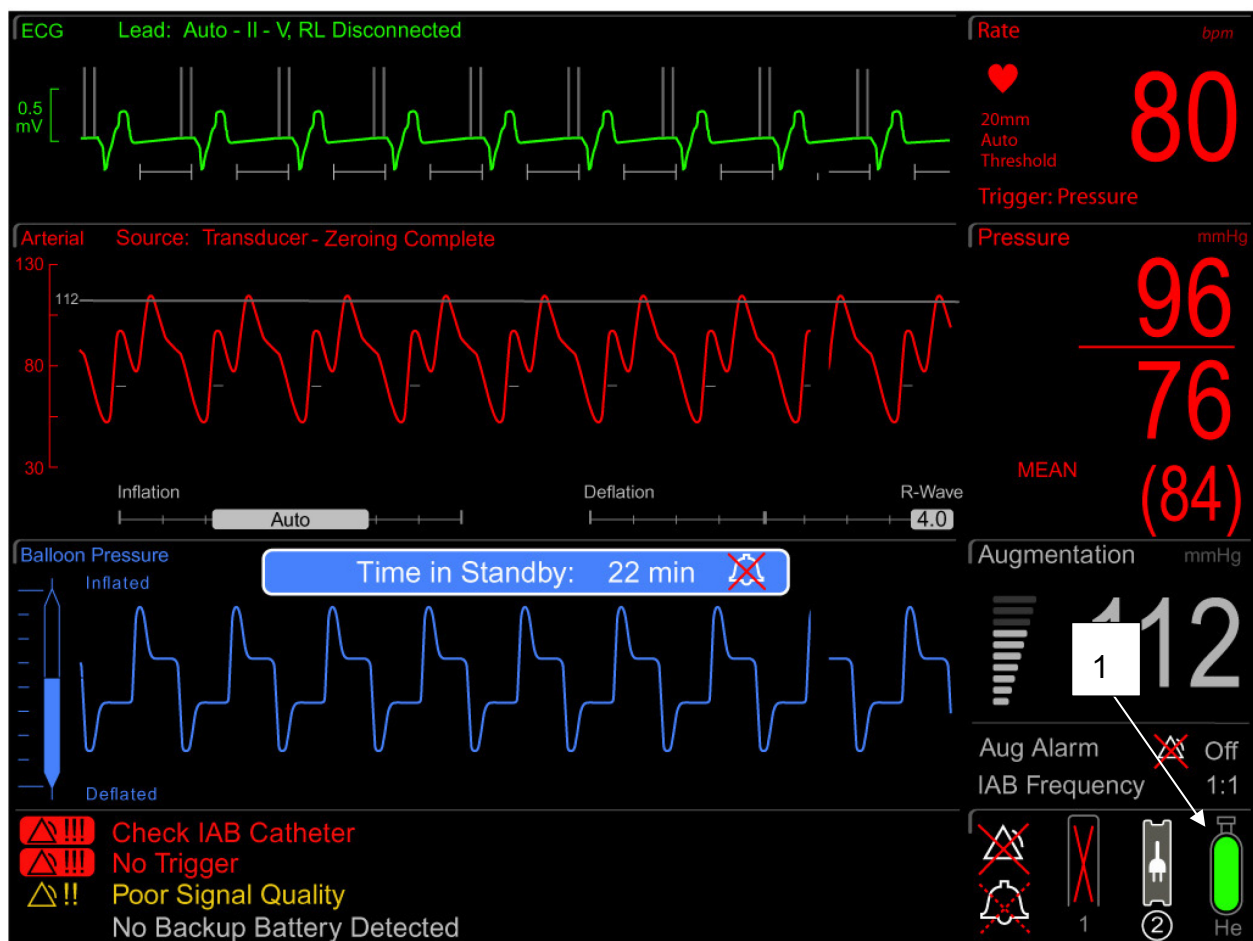 ECG Lead: Auto - II - V, RL Disconnected
0.5
mV
Rate bpm
80
20mm
Auto
Threshold
Trigger: Pressure
Arterial Source: Transducer - Zeroing Complete
130
112
80
30
Pressure mmHg
96
76
MEAN (84)
Inflation Deflation R-Wave
Auto 4.0
Balloon Pressure
Inflated
Deflated
Time in Standby: 22 min
Augmentation mmHg
112
1
Aug Alarm Off
IAB Frequency 1:1
!!! Check IAB Catheter
!!! No Trigger
!! Poor Signal Quality
No Backup Battery Detected
1 2 He